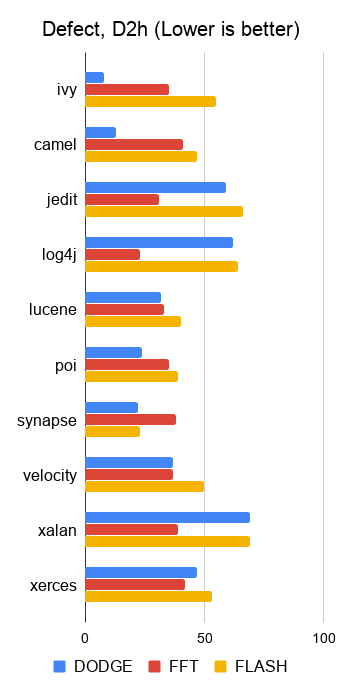 Defect, D2h (Lower is better)
ivy
camel
jedit
log4j
lucene
poi
synapse
velocity
xalan
xerces
0 50 100
DODGE FFT FLASH